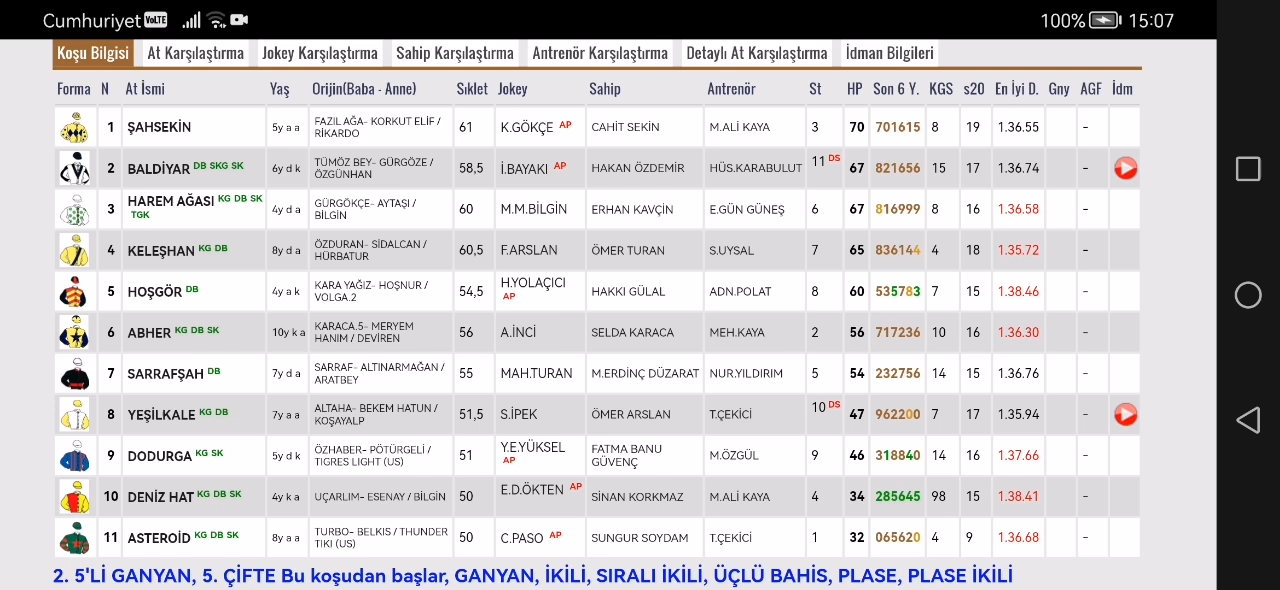 Cumhuriyet VoLTE 100% 15:07
Koşu Bilgisi At Karşılaştırma Jokey Karşılaştırma Sahip Karşılaştırma Antrenör Karşılaştırma Detaylı At Karşılaştırma İdman Bilgileri
Forma N At İsmi Yaş Orijin(Baba - Anne) Sıklet Jokey Sahip Antrenör St HP Son 6 Y. KGS s20 En İyi D. Gny AGF İdm
1 ŞAHSEKİN 5y a a FAZIL AĞA- KORKUT ELİF / RİKARDO 61 K.GÖKÇE AP CAHİT SEKİN M.ALİ KAYA 3 70 701615 8 19 1.36.55 -
2 BALDİYAR DB SKG SK 6y d k TÜMÖZ BEY- GÜRGÖZE / ÖZGÜNHAN 58,5 İ.BAYAKI AP HAKAN ÖZDEMİR HÜS.KARABULUT 11 DS 67 821656 15 17 1.36.74 -
3 HAREM AĞASI KG DB SK TGK 4y d a GÜRGÖKÇE- AYTAŞI / BİLGİN 60 M.M.BİLGİN ERHAN KAVÇİN E.GÜN GÜNEŞ 6 67 816999 8 16 1.36.58 -
4 KELEŞHAN KG DB 8y d a ÖZDURAN- SİDALCAN / HÜRBATUR 60,5 F.ARSLAN ÖMER TURAN S.UYSAL 7 65 836144 4 18 1.35.72 -
5 HOŞGÖR DB 4y a k KARA YAĞIZ- HOŞNUR / VOLGA.2 54,5 H.YOLAÇICI AP HAKKI GÜLAL ADN.POLAT 8 60 535783 7 15 1.38.46 -
6 ABHER KG DB SK 10y k a KARACA.5- MERYEM HANIM / DEVİREN 56 A.İNCİ SELDA KARACA MEH.KAYA 2 56 717236 10 16 1.36.30 -
7 SARRAFŞAH DB 7y d a SARRAF- ALTINARMAĞAN / ARATBEY 55 MAH.TURAN M.ERDİNÇ DÜZARAT NUR.YILDIRIM 5 54 232756 14 15 1.36.76 -
8 YEŞİLKALE KG DB 7y a a ALTAHA- BEKEM HATUN / KOŞAYALP 51,5 S.İPEK ÖMER ARSLAN T.ÇEKİCİ 10 DS 47 962200 7 17 1.35.94 -
9 DODURGA KG SK 5y d k ÖZHABER- PÖTÜRGELİ / TIGRES LIGHT (US) 51 Y.E.YÜKSEL AP FATMA BANU GÜVENÇ M.ÖZGÜL 9 46 318840 14 16 1.37.66 -
10 DENİZ HAT KG DB SK 4y k a UÇARLIM- ESENAY / BİLGİN 50 E.D.ÖKTEN AP SİNAN KORKMAZ M.ALİ KAYA 4 34 285645 98 15 1.38.41 -
11 ASTEROİD KG DB SK 8y a a TURBO- BELKIS / THUNDER TIKI (US) 50 C.PASO AP SUNGUR SOYDAM T.ÇEKİCİ 1 32 065620 4 9 1.36.68 -
2. 5'Lİ GANYAN, 5. ÇİFTE Bu koşudan başlar, GANYAN, İKİLİ, SIRALI İKİLİ, ÜÇLÜ BAHİS, PLASE, PLASE İKİLİ